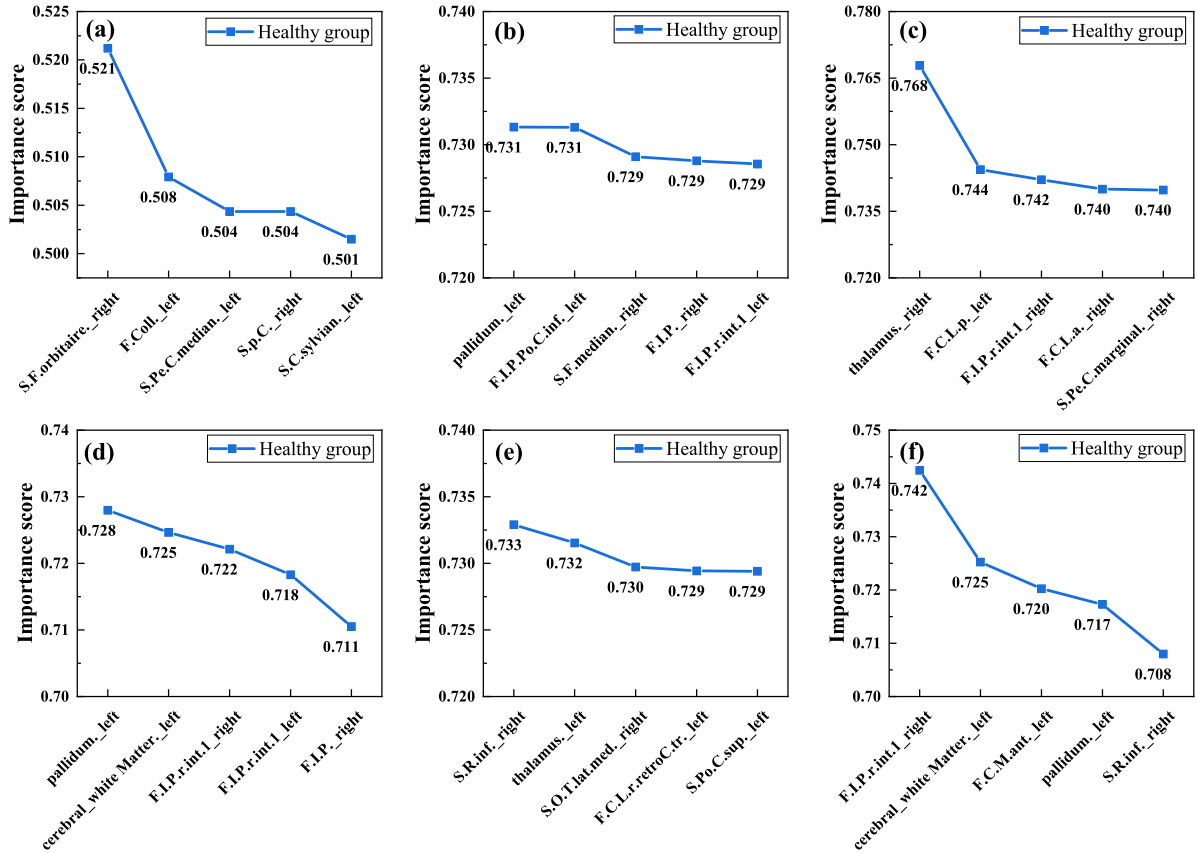 (a)
Healthy group
Importance score
0.525
0.520
0.515
0.510
0.505
0.500
0.521
0.508
0.504
0.504
0.501
S.F.orbitaire._right
F.Coll._left
S.Pe.C.median._left
S.p.C._right
S.C.sylvian._left
(b)
Healthy group
Importance score
0.740
0.735
0.730
0.725
0.720
0.731
0.731
0.729
0.729
0.729
pallidum._left
F.I.P.Po.C.inf._left
S.F.median._right
F.I.P._right
F.I.P.r.int.1_left
(c)
Healthy group
Importance score
0.780
0.765
0.750
0.735
0.720
0.768
0.744
0.742
0.740
0.740
thalamus._right
F.C.L.p._left
F.I.P.r.int.1_right
F.C.L.a._right
S.Pe.C.marginal._right
(d)
Healthy group
Importance score
0.74
0.73
0.72
0.71
0.70
0.728
0.725
0.722
0.718
0.711
pallidum._left
cerebral_white Matter._left
F.I.P.r.int.1_right
F.I.P.r.int.1_left
F.I.P._right
(e)
Healthy group
Importance score
0.740
0.735
0.730
0.725
0.720
0.733
0.732
0.730
0.729
0.729
S.R.inf._right
thalamus._left
S.O.T.lat.med._right
F.C.L.r.retroC.tr._left
S.Po.C.sup._left
(f)
Healthy group
Importance score
0.75
0.74
0.73
0.72
0.71
0.70
0.742
0.725
0.720
0.717
0.708
F.I.P.r.int.1_right
cerebral_white Matter._left
F.C.M.ant._left
pallidum._left
S.R.inf._right